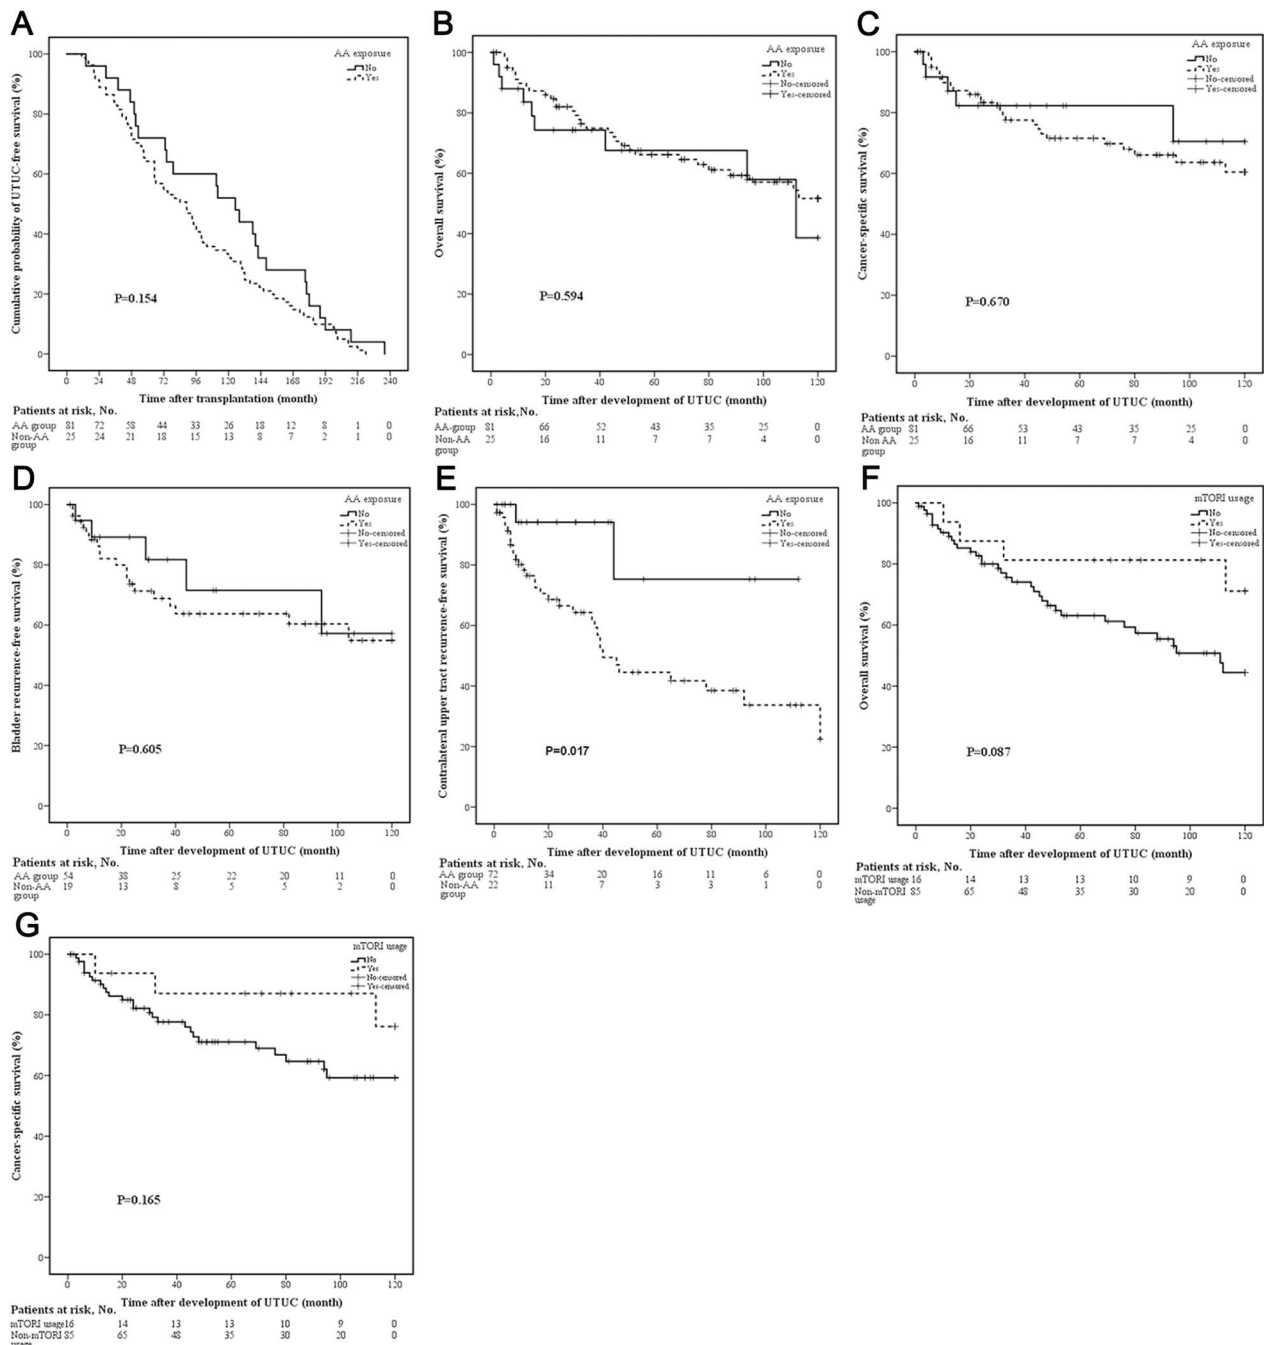 A
AA exposure
No
Yes
Cumulative probability of UTUC-free survival (%)
100
80
60
40
20
0
P=0.154
0 24 48 72 96 120 144 168 192 216 240
Time after transplantation (month)
Patients at risk, No.
AA group 81 72 58 44 33 26 18 12 8 1 0
Non-AA 25 24 21 18 15 13 8 7 2 1 0
group
B
AA exposure
No
Yes
No-censored
Yes-censored
Overall survival (%)
100
80
60
40
20
0
P=0.594
0 20 40 60 80 100 120
Time after development of UTUC (month)
Patients at risk,No.
AA-group 81 66 52 43 35 25 0
Non-AA 25 16 11 7 7 4 0
group
C
AA exposure
No
Yes
No-censored
Yes-censored
Cancer-specific survival (%)
100
80
60
40
20
0
P=0.670
0 20 40 60 80 100 120
Time after development of UTUC (month)
Patients at risk, No.
AA group 81 66 53 43 35 25 0
Non AA 25 16 11 7 7 4 0
group
D
AA exposure
No
Yes
No-censored
Yes-censored
Bladder recurrence-free survival (%)
100
80
60
40
20
0
P=0.605
0 20 40 60 80 100 120
Time after development of UTUC (month)
Patients at risk, No.
AA group 54 38 25 22 20 11 0
Non-AA 19 13 8 5 5 2 0
group
E
AA exposure
No
Yes
No-censored
Yes-censored
Contralateral upper tract recurrence-free survival (%)
100
80
60
40
20
0
P=0.017
0 20 40 60 80 100 120
Time after development of UTUC (month)
Patients at risk, No.
AA group 72 34 20 16 11 6 0
Non-AA 22 11 7 3 3 1 0
group
F
mTORI usage
No
Yes
No-censored
Yes-censored
Overall survival (%)
100
80
60
40
20
0
P=0.087
0 20 40 60 80 100 120
Time after development of UTUC (month)
Patients at risk, No.
mTORI usage 16 14 13 13 10 9 0
Non-mTORI 85 65 48 35 30 20 0
usage
G
mTORI usage
No
Yes
No-censored
Yes-censored
Cancer-specific survival (%)
100
80
60
40
20
0
P=0.165
0 20 40 60 80 100 120
Time after development of UTUC (month)
Patients at risk, No.
mTORI usage16 14 13 13 10 9 0
Non-mTORI 85 65 48 35 30 20 0